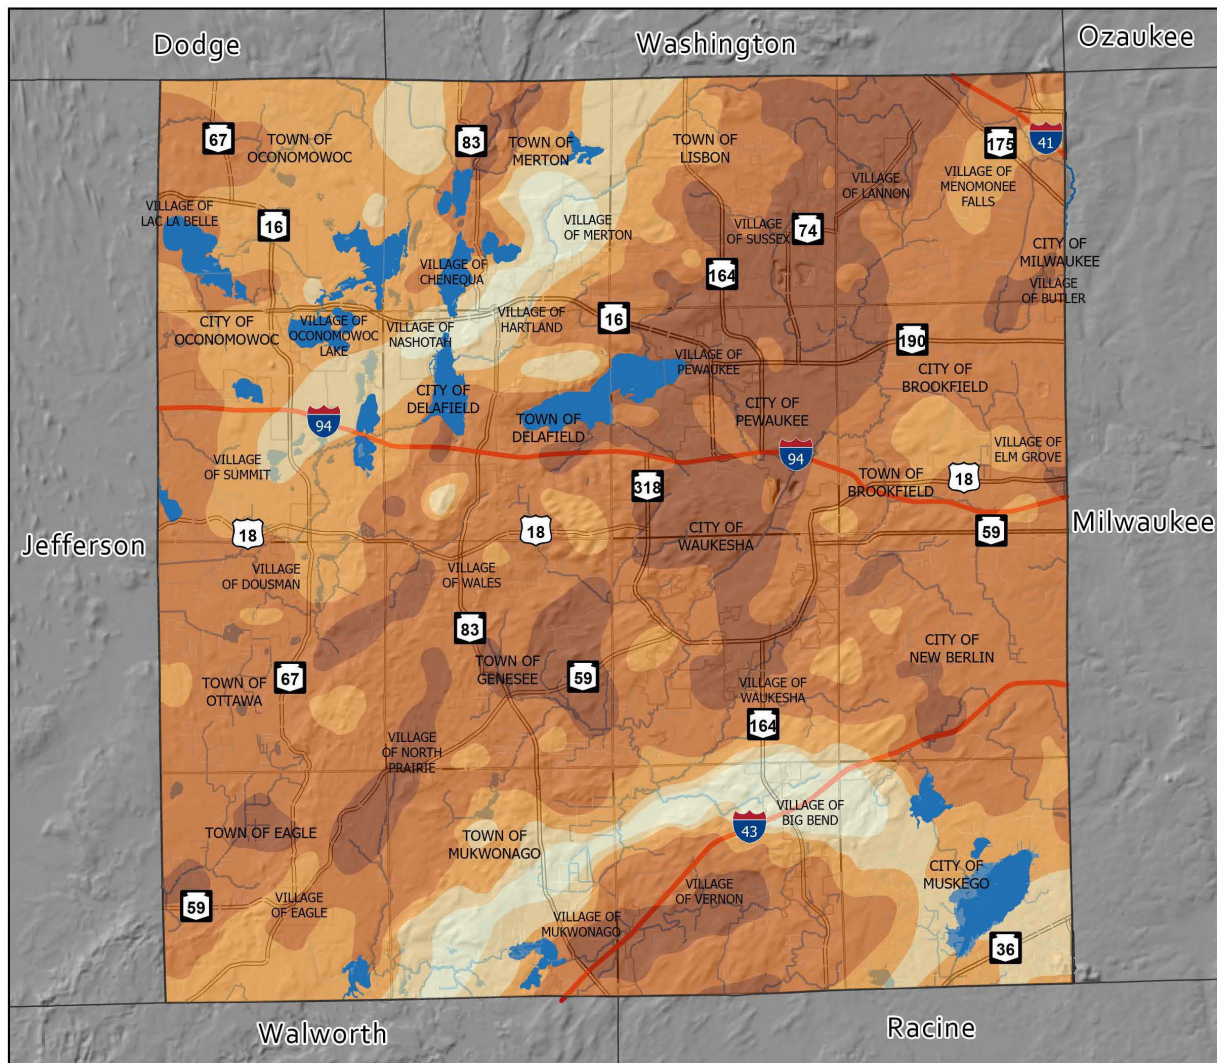 Dodge
Washington
Ozaukee
67
TOWN OF
OCONOMOWOC
83
TOWN OF
MERTON
TOWN OF
LISBON
175
41
VILLAGE OF
MENOMONEE
FALLS
VILLAGE
OF LANNON
VILLAGE OF
LAC LA BELLE
16
VILLAGE
OF MERTON
VILLAGE
OF SUSSEX
74
CITY OF
MILWAUKEE
VILLAGE OF
CHENEQUA
164
VILLAGE
OF BUTLER
CITY OF
OCONOMOWOC
VILLAGE OF
OCONOMOWOC
LAKE
VILLAGE OF
NASHOTAH
VILLAGE OF
HARTLAND
16
190
VILLAGE OF
PEWAUKEE
CITY OF
BROOKFIELD
CITY OF
DELAFIELD
94
TOWN OF
DELAFIELD
CITY OF
PEWAUKEE
VILLAGE OF
ELM GROVE
94
VILLAGE
OF SUMMIT
318
TOWN OF
BROOKFIELD
18
Jefferson
18
18
CITY OF
WAUKESHA
59
Milwaukee
VILLAGE
OF DOUSMAN
VILLAGE
OF WALES
83
CITY OF
NEW BERLIN
TOWN OF
OTTAWA
67
TOWN OF
GENESEE
59
VILLAGE OF
WAUKESHA
164
VILLAGE
OF NORTH
PRAIRIE
TOWN OF EAGLE
TOWN OF
MUKWONAGO
43
VILLAGE OF
BIG BEND
CITY OF
MUSKEGO
59
VILLAGE
OF EAGLE
VILLAGE
OF VERNON
VILLAGE OF
MUKWONAGO
36
Walworth
Racine